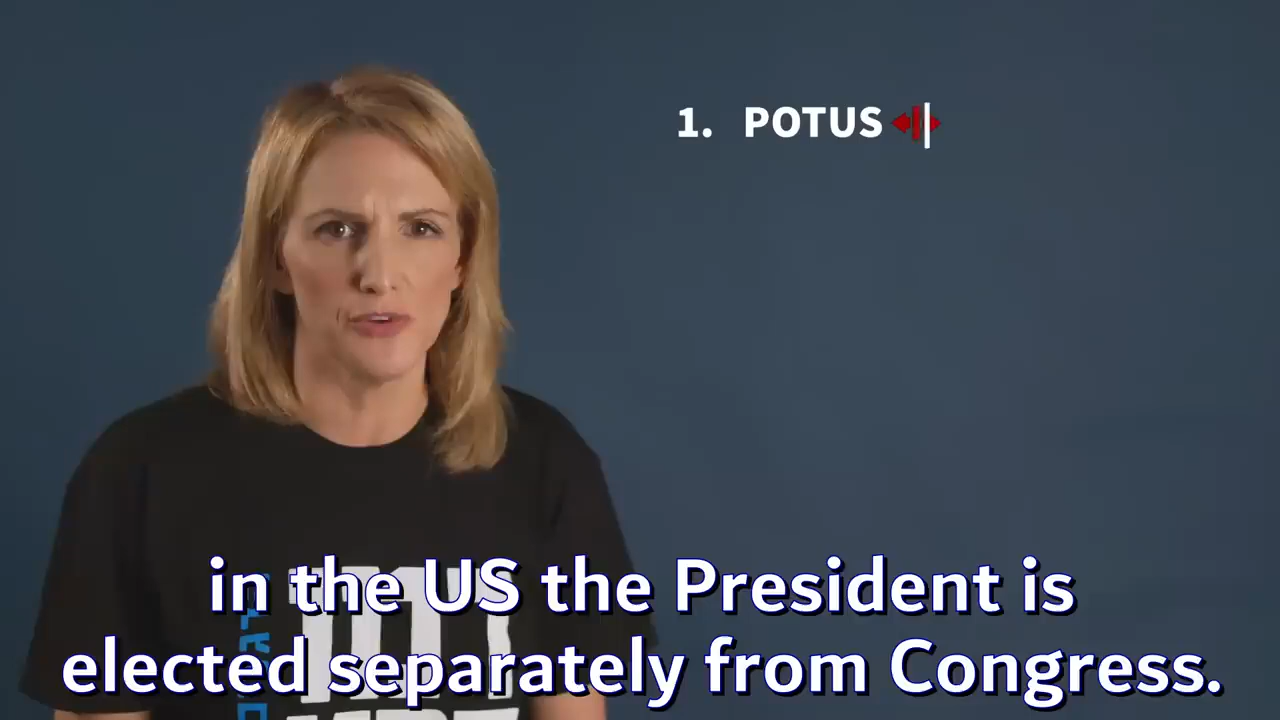 1. POTUS
in the US the President is
elected separately from Congress.